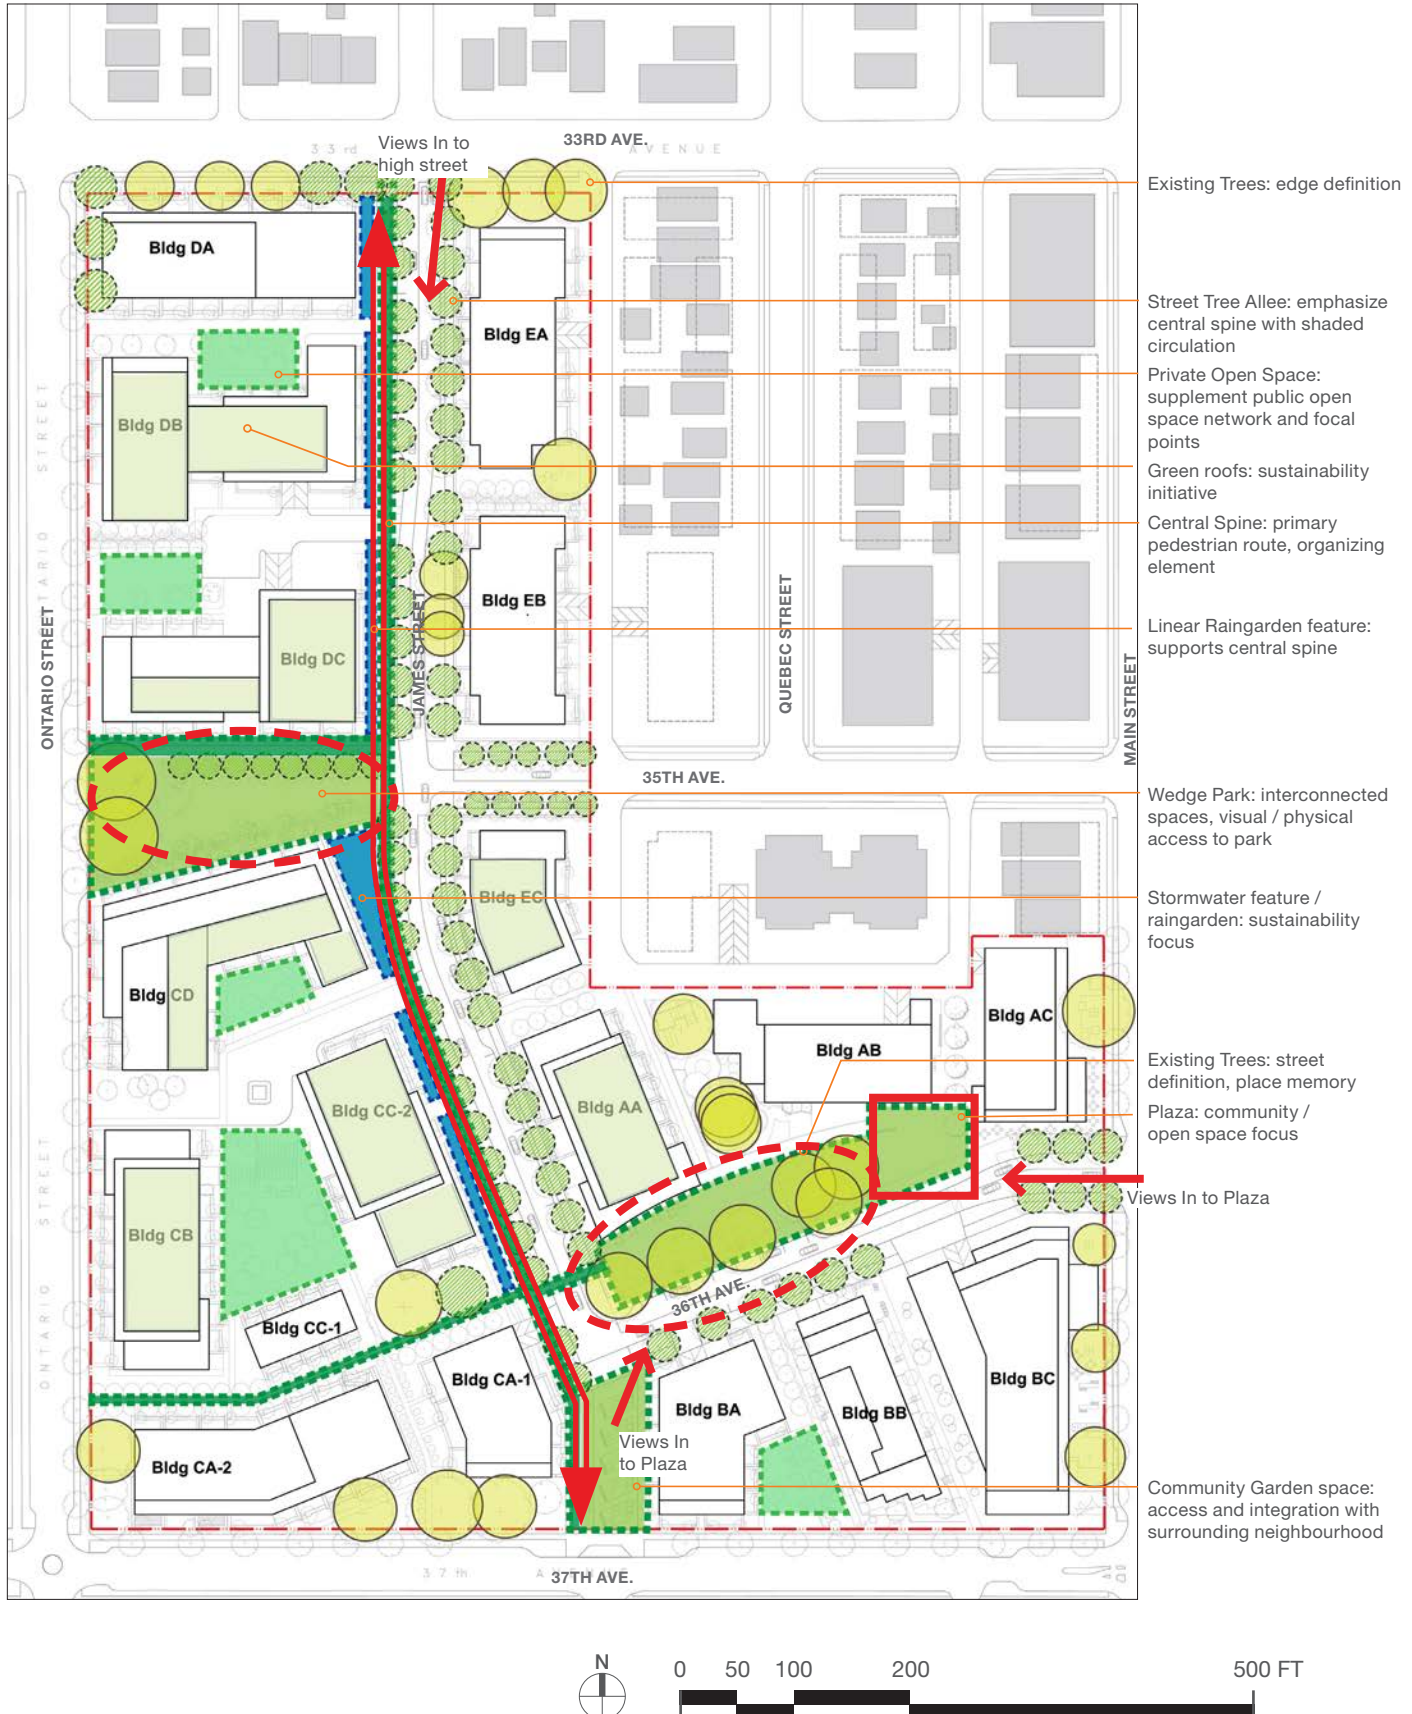 33RD AVE.
33rd AVENUE
Views In to
high street
Existing Trees: edge definition
Bldg DA
Street Tree Allee: emphasize
central spine with shaded
circulation
Bldg EA
Private Open Space:
supplement public open
space network and focal
points
Bldg DB
Green roofs: sustainability
initiative
Central Spine: primary
pedestrian route, organizing
element
ONTARIO STREET
ONTARIO STREET
JAMES STREET
QUEBEC STREET
MAIN STREET
Bldg EB
Linear Raingarden feature:
supports central spine
Bldg DC
35TH AVE.
Wedge Park: interconnected
spaces, visual / physical
access to park
Bldg EC
Stormwater feature /
raingarden: sustainability
focus
Bldg CD
Bldg AC
Bldg AB
Existing Trees: street
definition, place memory
Bldg CC-2
Bldg AA
Plaza: community /
open space focus
Views In to Plaza
ONTARIO STREET
Bldg CB
36TH AVE.
Bldg CC-1
Bldg CA-1
Bldg BC
Bldg BA
Bldg BB
Views In
to Plaza
Bldg CA-2
Community Garden space:
access and integration with
surrounding neighbourhood
37th
37TH AVE.
N
0 50 100 200 500 FT